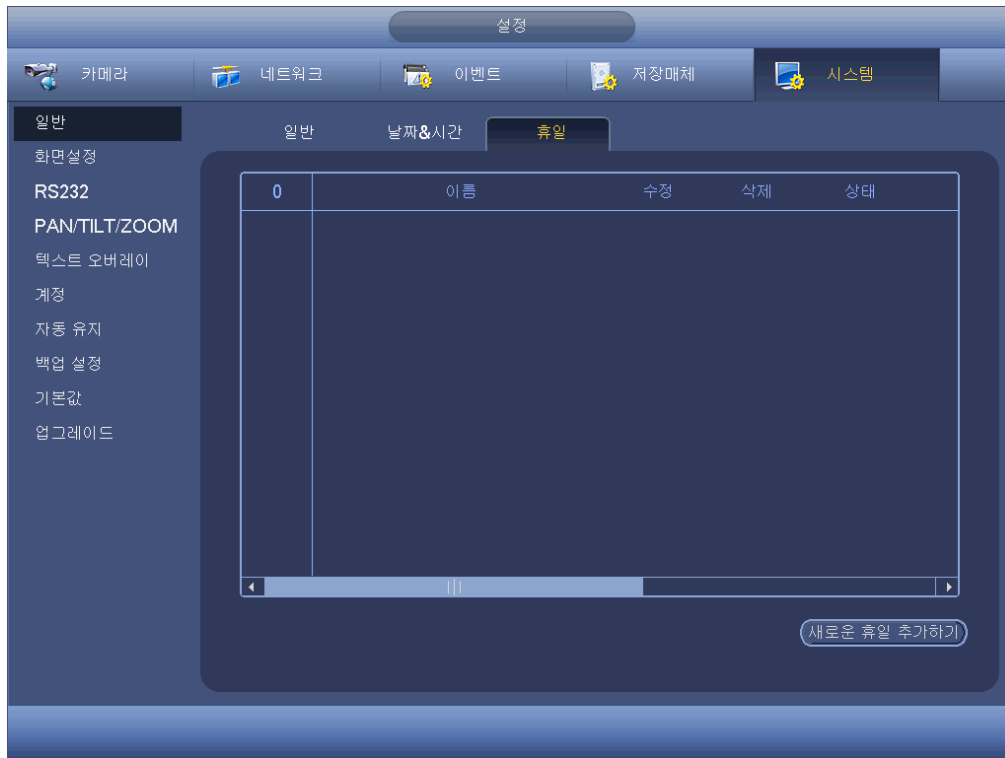 설정
카메라 네트워크 이벤트 저장매체 시스템
일반 날짜&시간 휴일
일반
화면설정
RS232
PAN/TILT/ZOOM
텍스트 오버레이
계정
자동 유지
백업 설정
기본값
업그레이드
0 이름 수정 삭제 상태
새로운 휴일 추가하기